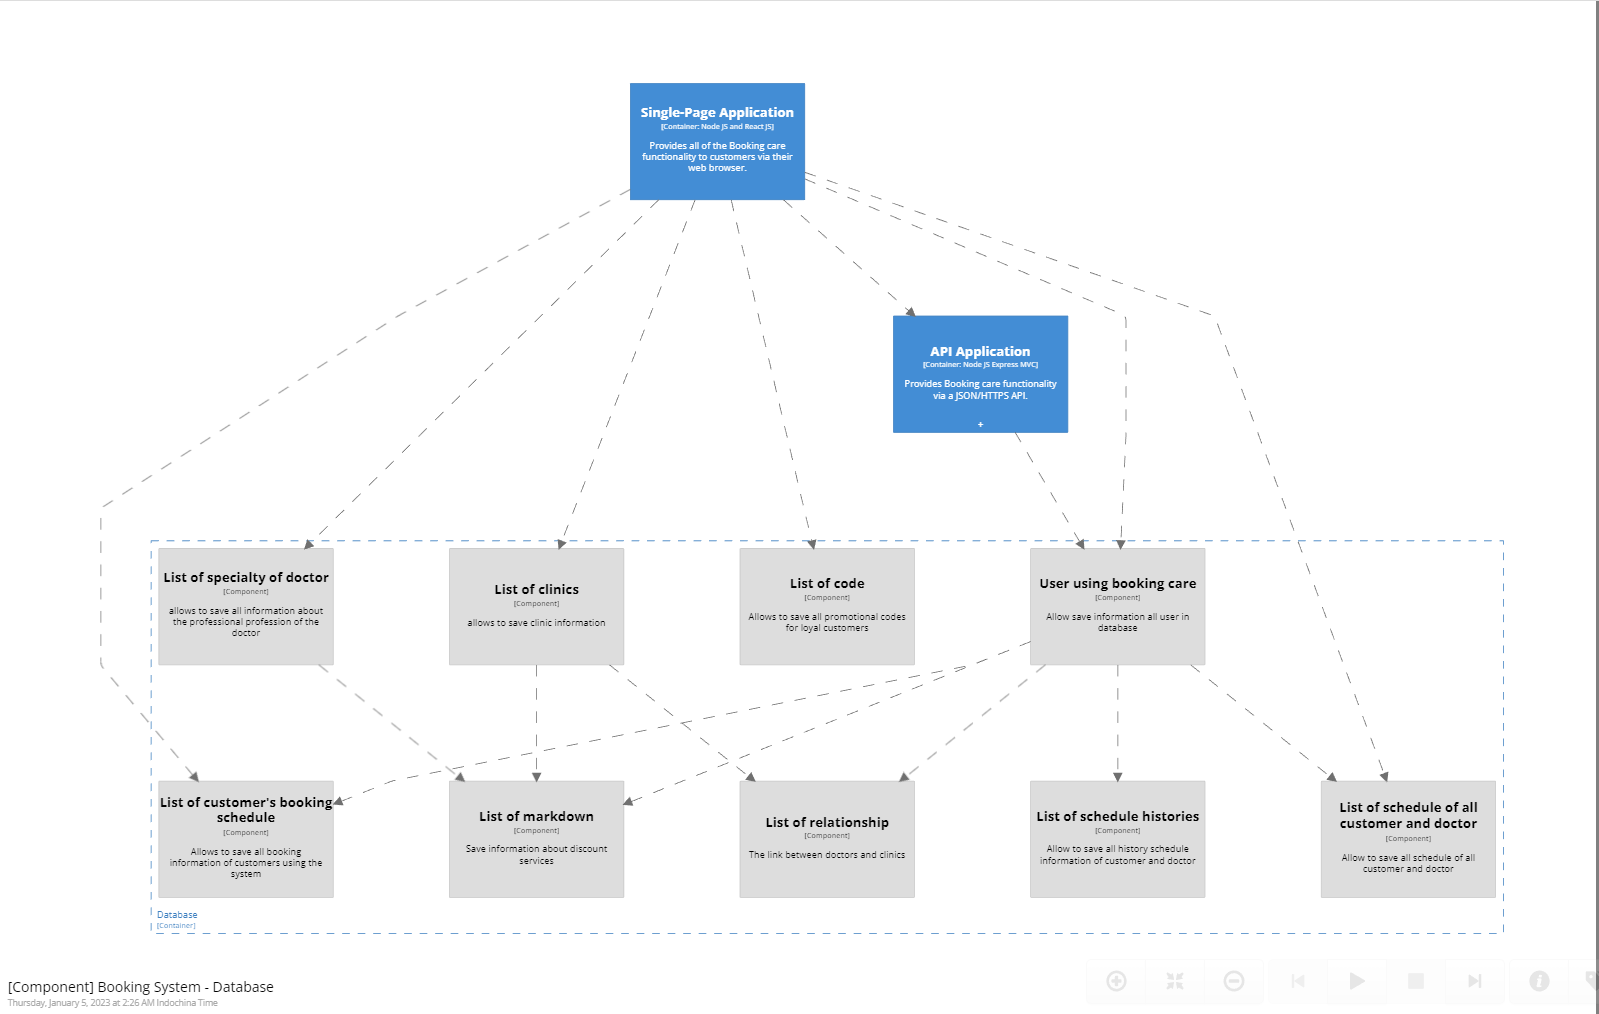 Single-Page Application
[Container: Node JS and React JS]
Provides all of the Booking care
functionality to customers via their
web browser.
API Application
[Container: Node JS Express MVC]
Provides Booking care functionality
via a JSON/HTTPS API.
+
List of specialty of doctor
[Component]
allows to save all information about
the professional profession of the
doctor
List of clinics
[Component]
allows to save clinic information
List of code
[Component]
Allows to save all promotional codes
for loyal customers
User using booking care
[Component]
Allow save information all user in
database
List of customer's booking
schedule
[Component]
Allows to save all booking
information of customers using the
system
List of markdown
[Component]
Save information about discount
services
List of relationship
[Component]
The link between doctors and clinics
List of schedule histories
[Component]
Allow to save all history schedule
information of customer and doctor
List of schedule of all
customer and doctor
[Component]
Allow to save all schedule of all
customer and doctor
Database
[Container]
[Component] Booking System - Database
Thursday, January 5, 2023 at 2:26 AM Indochina Time